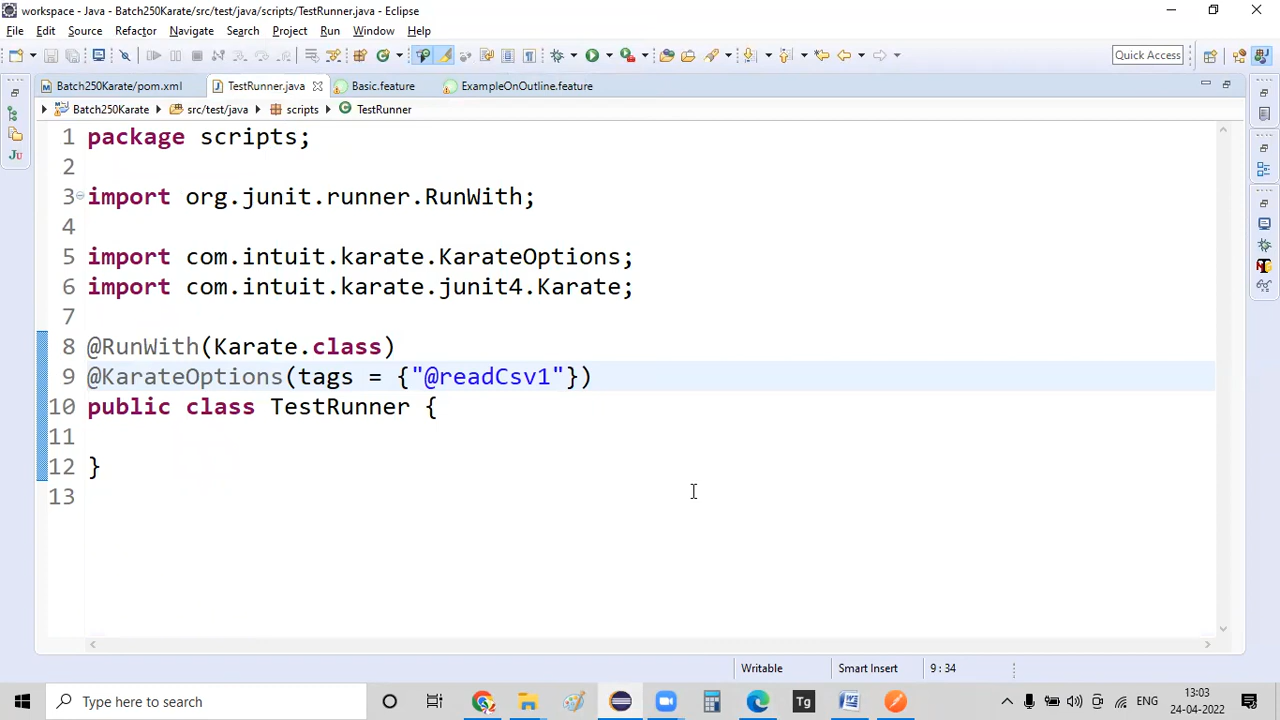 workspace - Java - Batch250Karate/src/test/java/scripts/TestRunner.java - Eclipse
File Edit Source Refactor Navigate Search Project Run Window Help
Quick Access
Batch250Karate/pom.xml TestRunner.java Basic.feature ExampleOnOutline.feature
Batch250Karate src/test/java scripts TestRunner
1 package scripts;
2
3 import org.junit.runner.RunWith;
4
5 import com.intuit.karate.KarateOptions;
6 import com.intuit.karate.junit4.Karate;
7
8 @RunWith(Karate.class)
9 @KarateOptions(tags = {"@readCsv1"})
10 public class TestRunner {
11
12 }
13
Writable Smart Insert 9 : 34
Type here to search
Tg
ENG
13:03
24-04-2022